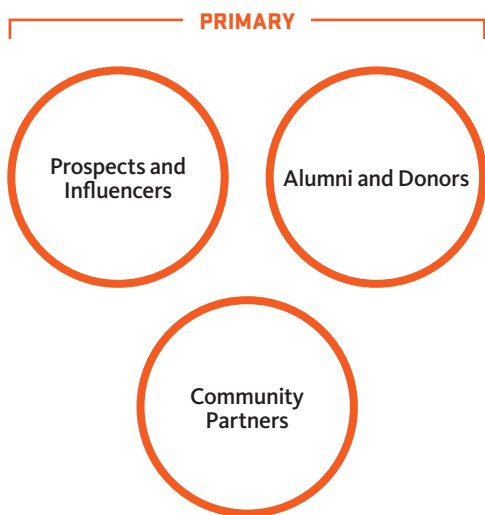 PRIMARY
Prospects and
Influencers
Alumni and Donors
Community
Partners